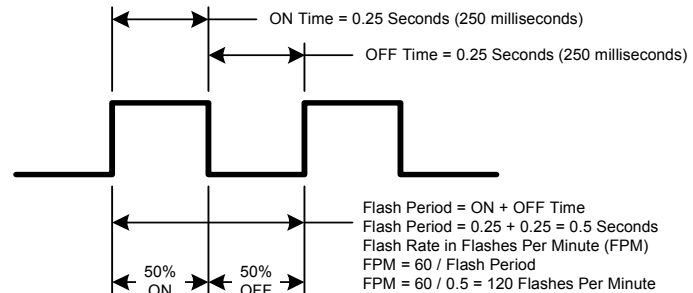 ON Time = 0.25 Seconds (250 milliseconds)
OFF Time = 0.25 Seconds (250 milliseconds)
Flash Period = ON + OFF Time
Flash Period = 0.25 + 0.25 = 0.5 Seconds
Flash Rate in Flashes Per Minute (FPM)
FPM = 60 / Flash Period
FPM = 60 / 0.5 = 120 Flashes Per Minute
50% 50%
ON OFF